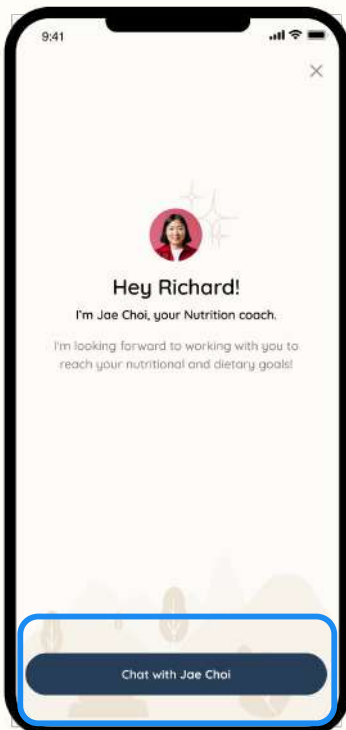 9:41
Hey Richard!
I'm Jae Choi, your Nutrition coach.
I'm looking forward to working with you to
reach your nutritional and dietary goals!
Chat with Jae Choi